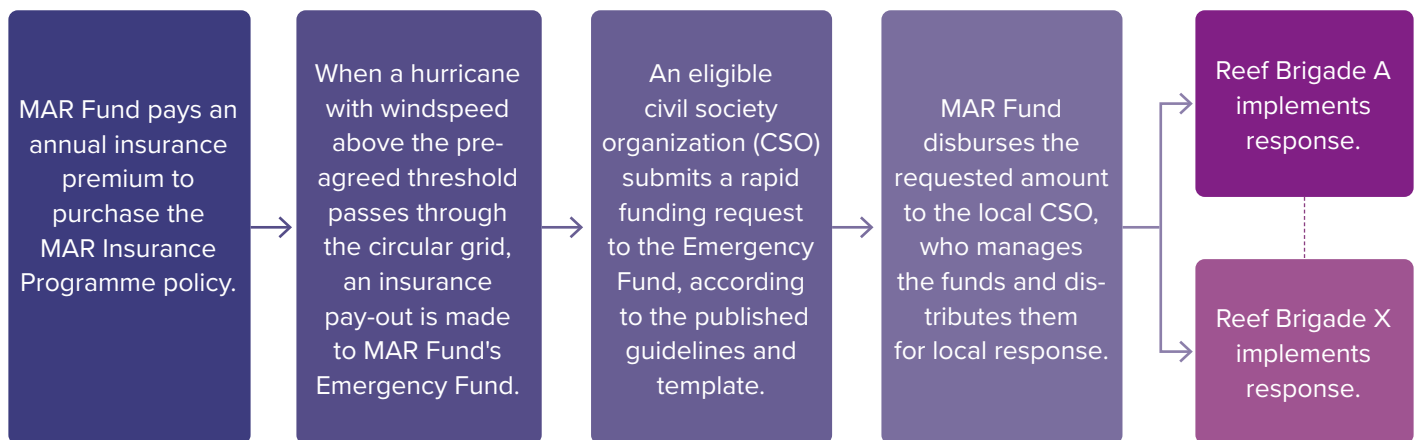 MAR Fund pays an
annual insurance
premium to
purchase the
MAR Insurance
Programme policy.
When a hurricane
with windspeed
above the pre-
agreed threshold
passes through
the circular grid,
an insurance
pay-out is made
to MAR Fund's
Emergency Fund.
An eligible
civil society
organization (CSO)
submits a rapid
funding request
to the Emergency
Fund, according
to the published
guidelines and
template.
MAR Fund
disburses the
requested amount
to the local CSO,
who manages
the funds and dis-
tributes them
for local response.
Reef Brigade A
implements
response.
Reef Brigade X
implements
response.